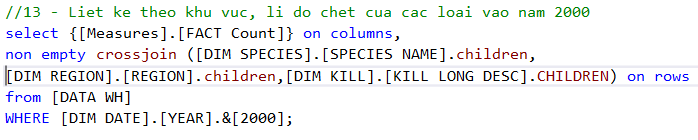 //13 - Liet ke theo khu vuc, li do chet cua cac loai vao nam 2000
select {[Measures].[FACT Count]} on columns,
non empty crossjoin ([DIM SPECIES].[SPECIES NAME].children,
[DIM REGION].[REGION].children,[DIM KILL].[KILL LONG DESC].CHILDREN) on rows
from [DATA WH]
WHERE [DIM DATE].[YEAR].&[2000];